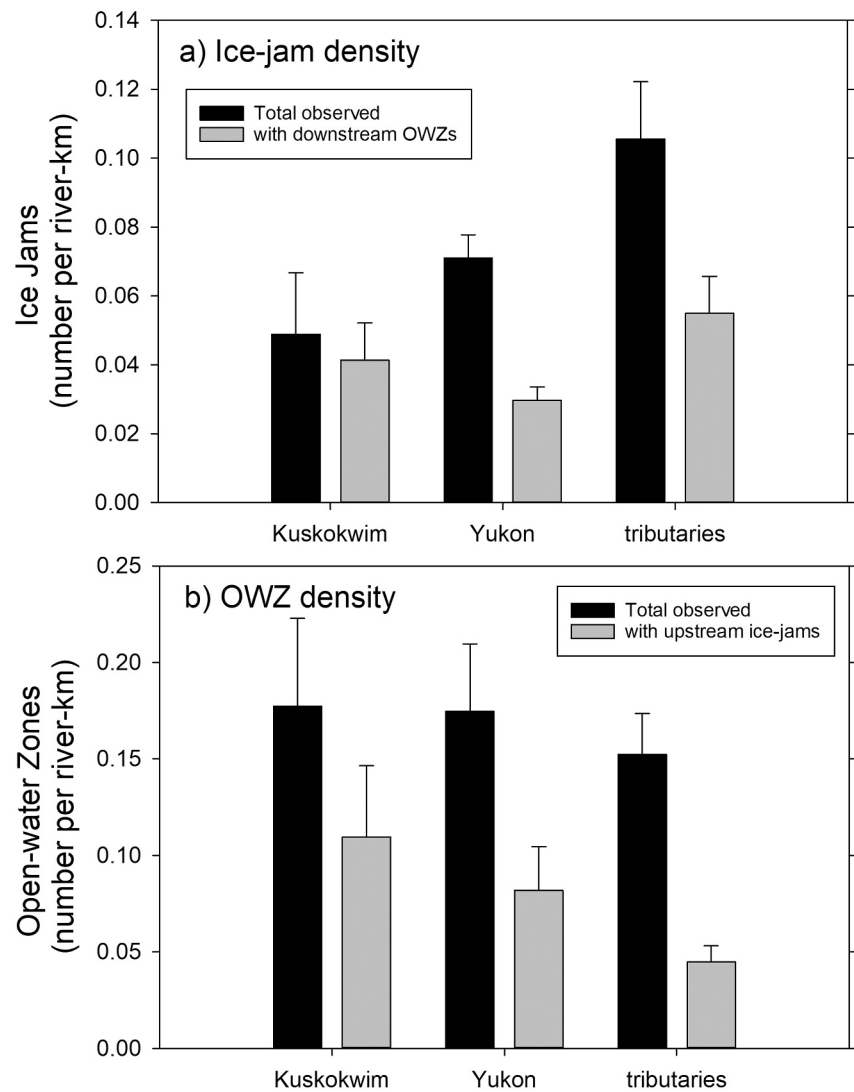 a) Ice-jam density
Total observed
with downstream OWZs
Ice Jams
(number per river-km)
0.14
0.12
0.10
0.08
0.06
0.04
0.02
0.00
Kuskokwim Yukon tributaries
b) OWZ density
Total observed
with upstream ice-jams
Open-water Zones
(number per river-km)
0.25
0.20
0.15
0.10
0.05
0.00
Kuskokwim Yukon tributaries